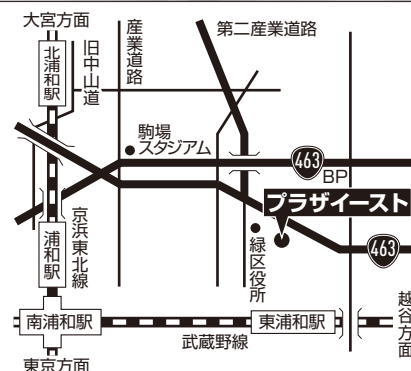 大宮方面
北浦和駅
旧中山道
産業道路
第二産業道路
駒場
スタジアム
463
BP
プラザイースト
京浜東北線
浦和駅
緑区役所
463
南浦和駅
武蔵野線
東浦和駅
越谷方面
東京方面